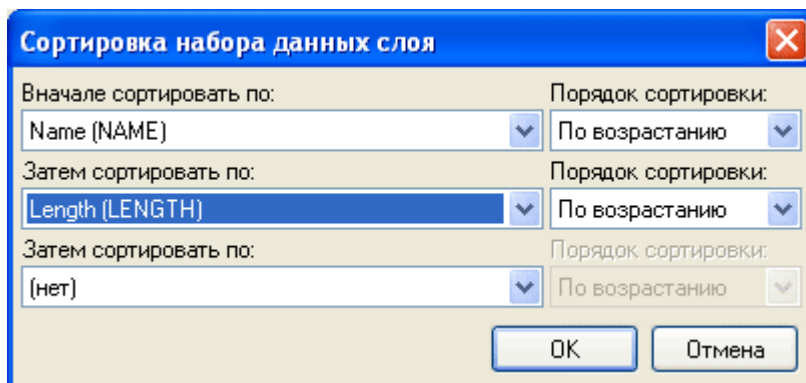 Сортировка набора данных слоя
Вначале сортировать по: Порядок сортировки:
Name (NAME) По возрастанию
Затем сортировать по: Порядок сортировки:
Length (LENGTH) По возрастанию
Затем сортировать по: Порядок сортировки:
(нет) По возрастанию
OK Отмена